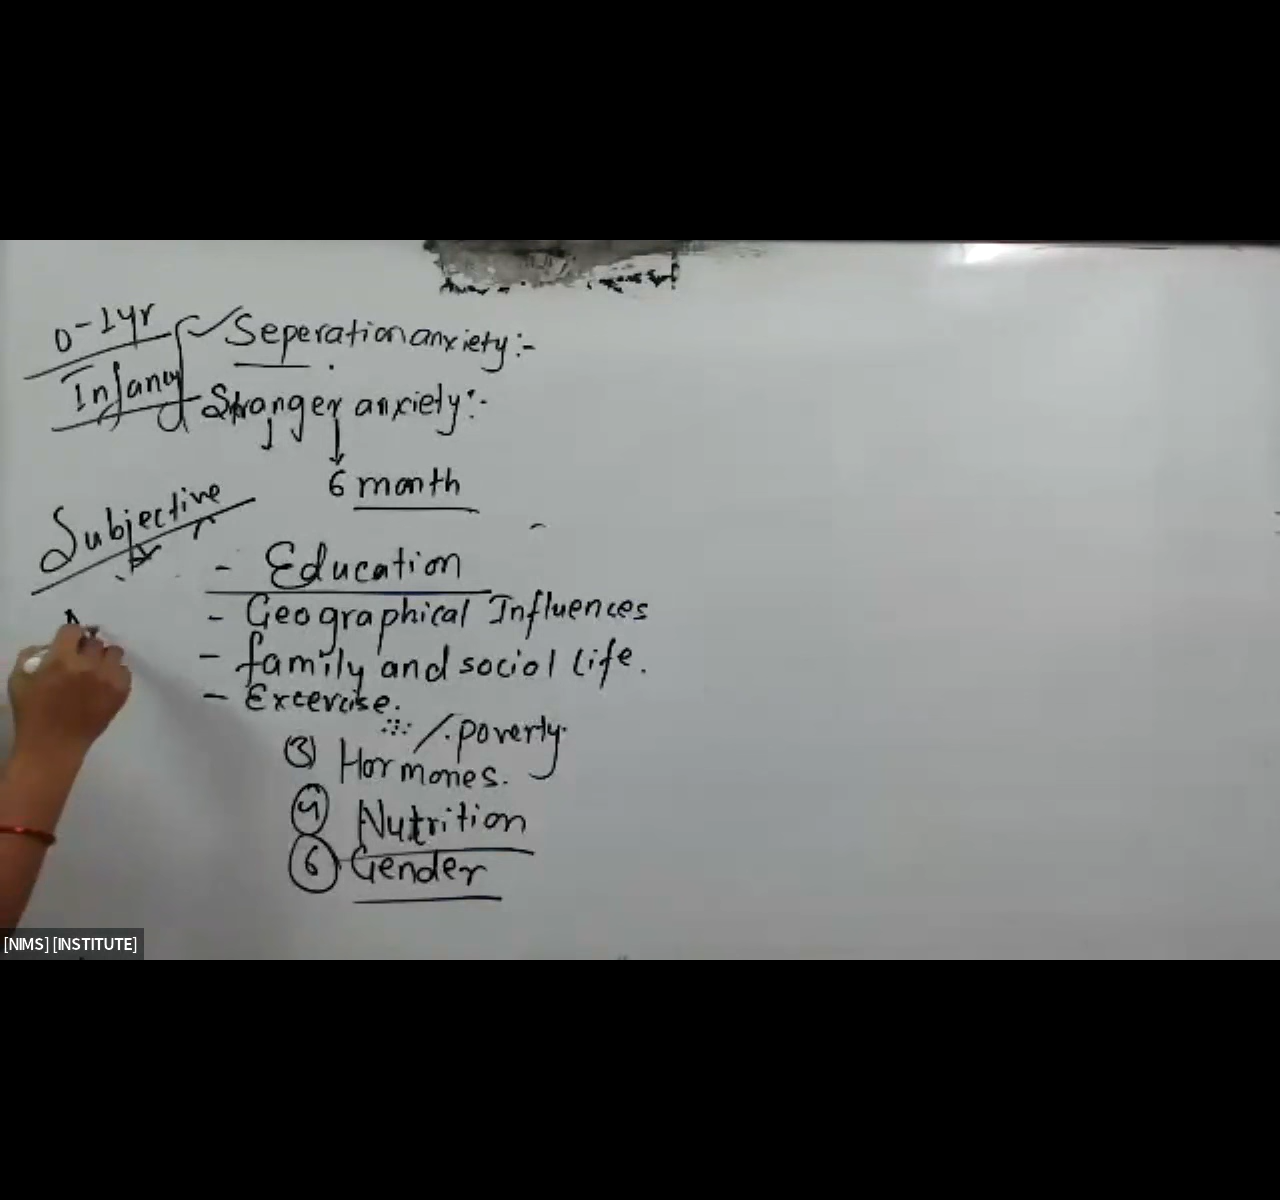 0-1yr
Infancy
Seperation anxiety:-
Stranger anxiety:-
6 month
Subjective
- Education
- Geographical Influences
- family and social life.
- Excercise.
/. poverty.
③ Hormones.
④ Nutrition
⑥ Gender
[NIMS] [INSTITUTE]